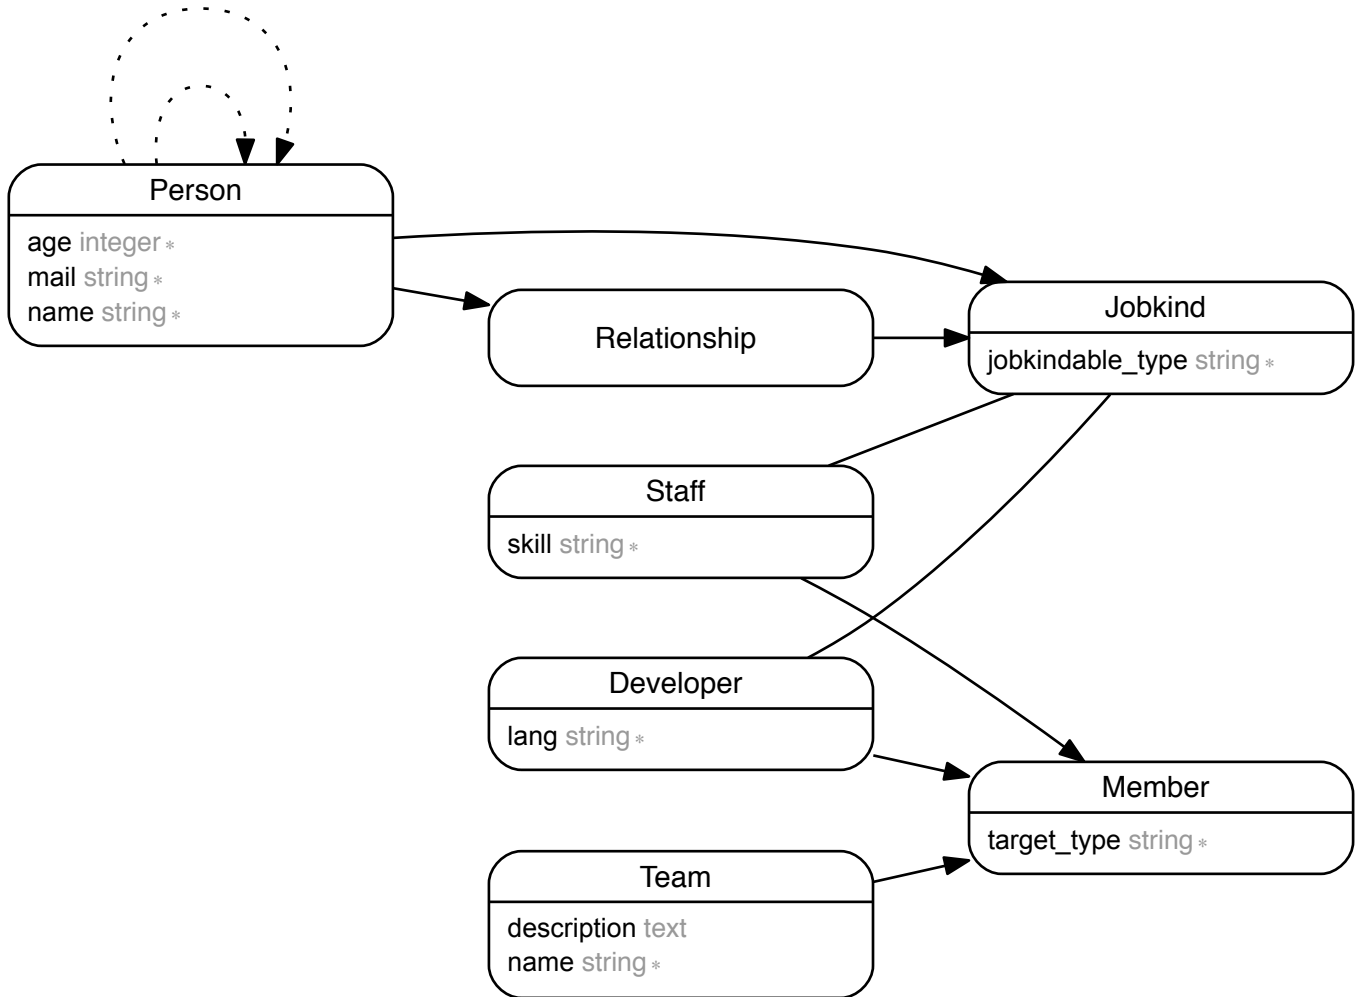 Person
age integer *
mail string *
name string *
Relationship
Jobkind
jobkindable_type string *
Staff
skill string *
Developer
lang string *
Member
target_type string *
Team
description text
name string *